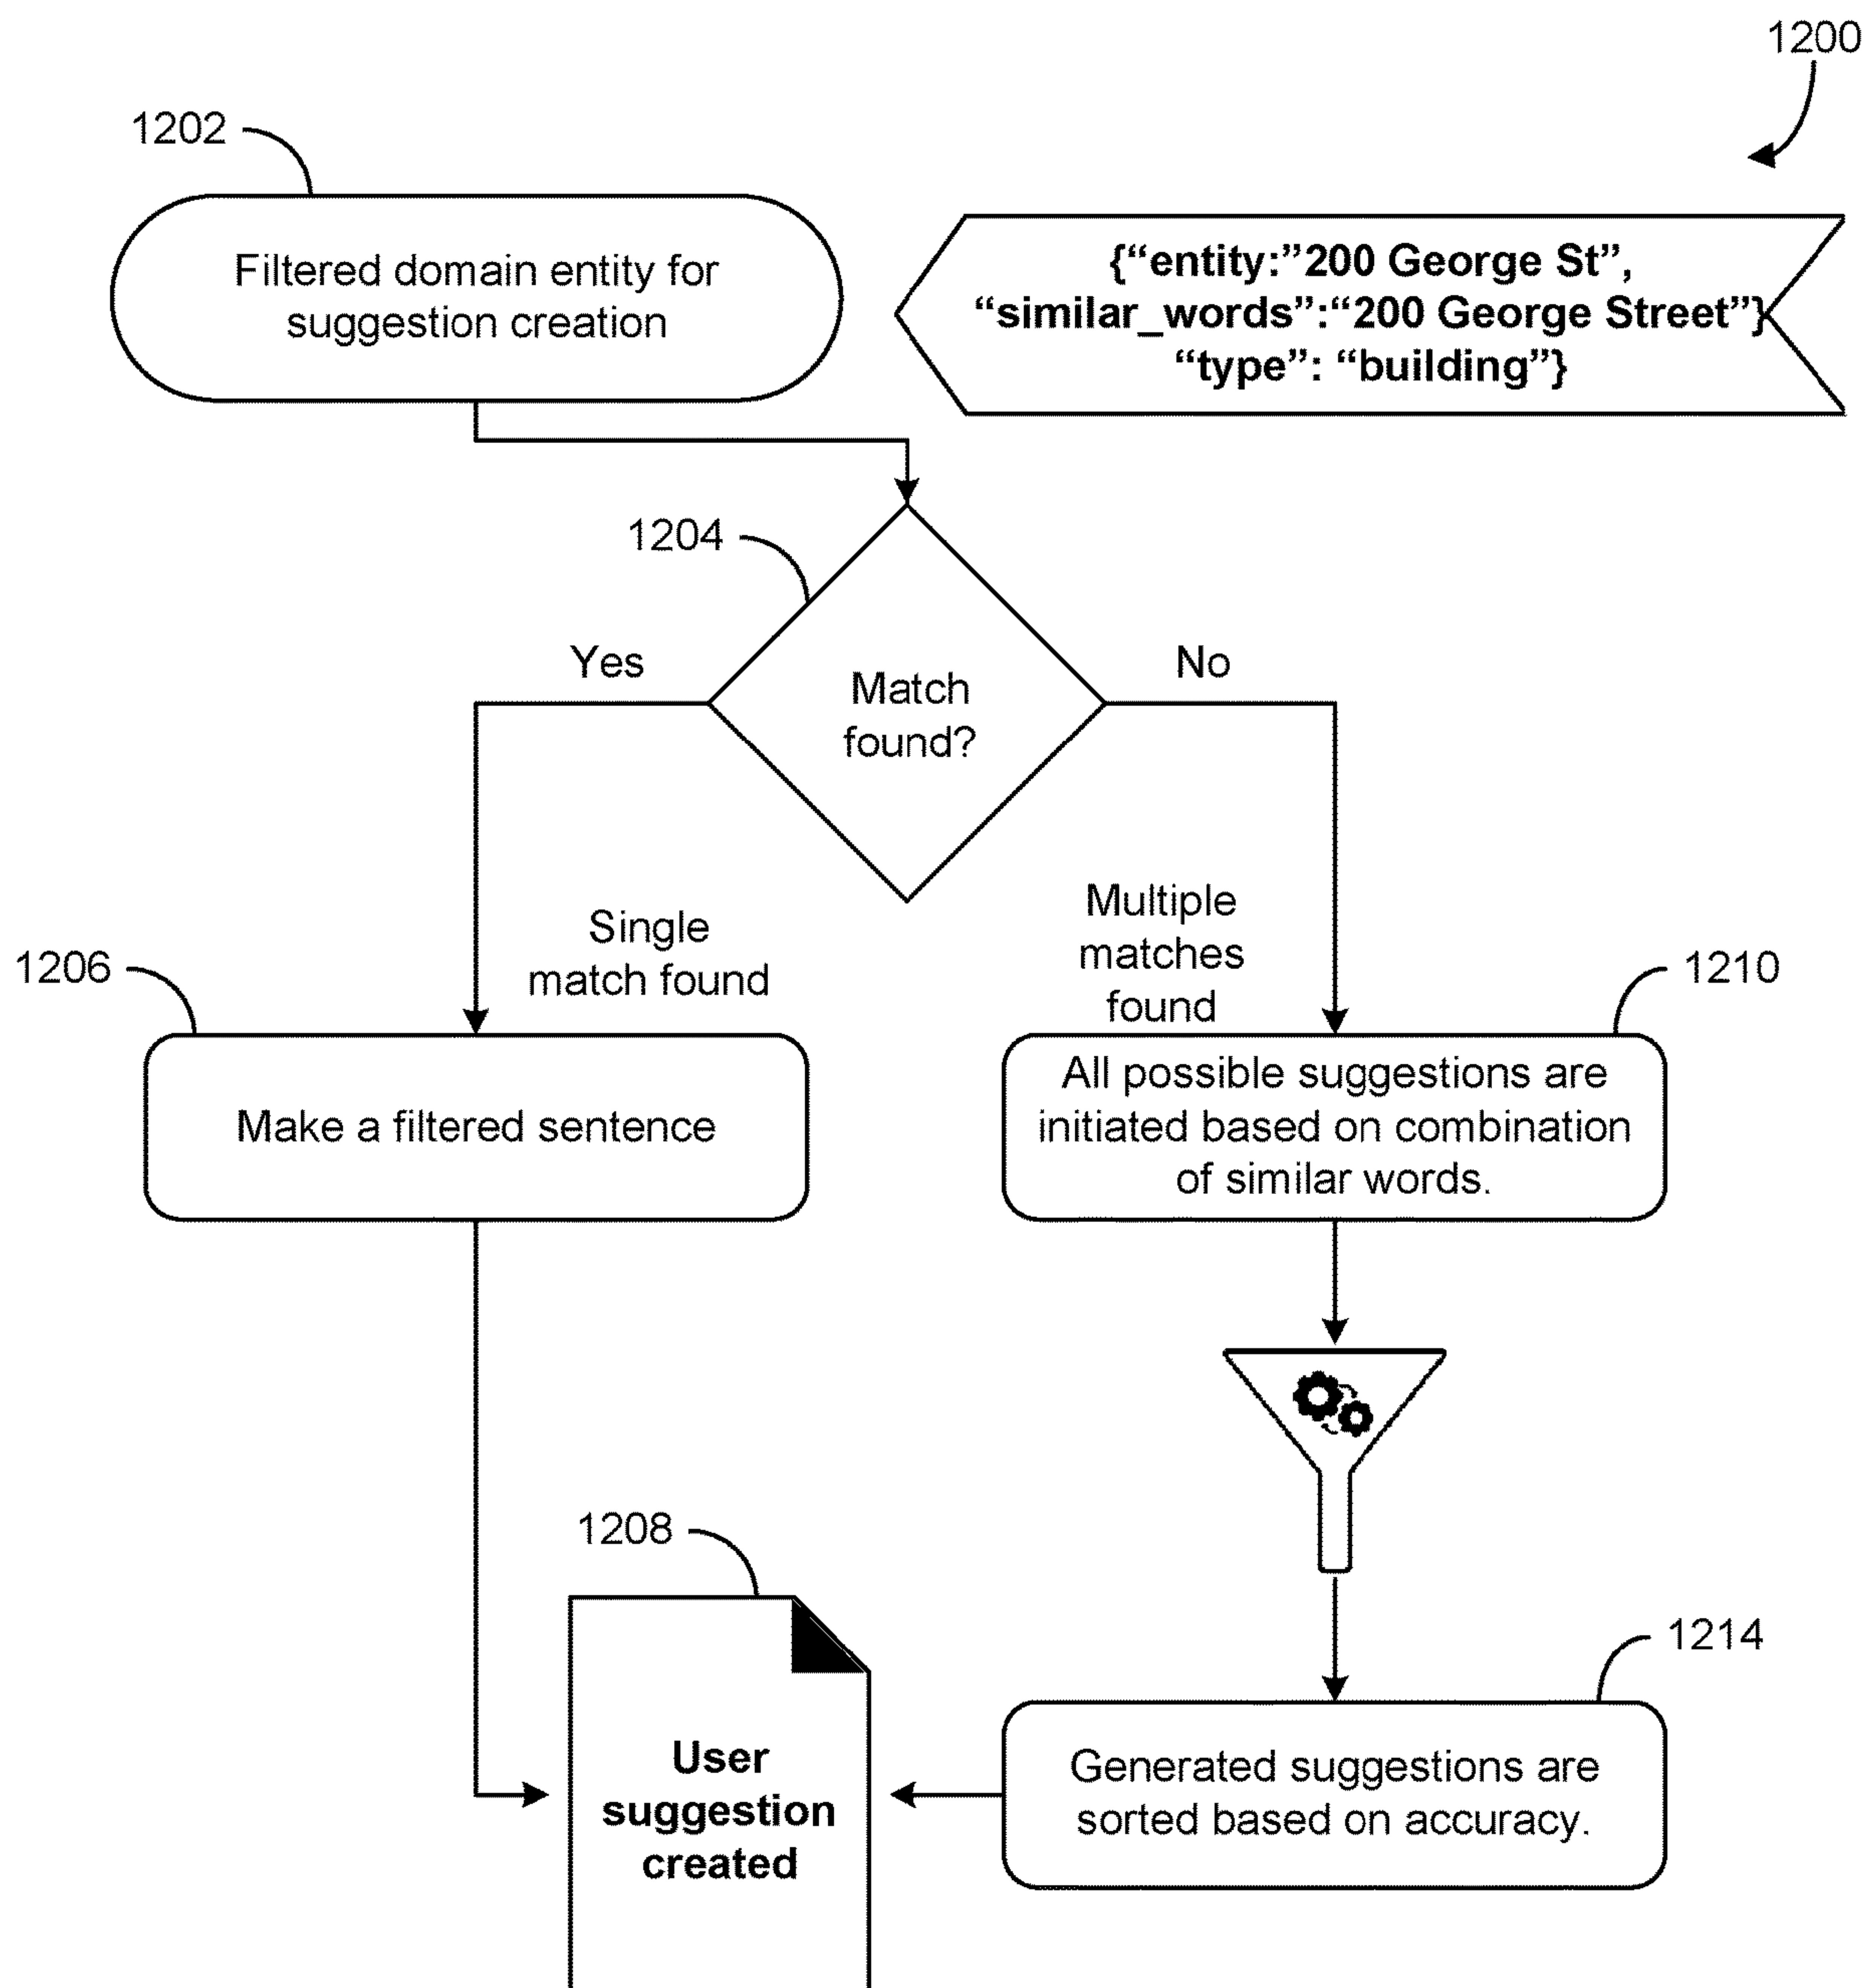 1200
1202
Filtered domain entity for
suggestion creation
{“entity:”200 George St”,
“similar_words”:“200 George Street”}
“type”: “building”}
1204
Yes
No
Match
found?
Single
match found
Multiple
matches
found
1206
1210
Make a filtered sentence
All possible suggestions are
initiated based on combination
of similar words.
1208
1214
User
suggestion
created
Generated suggestions are
sorted based on accuracy.